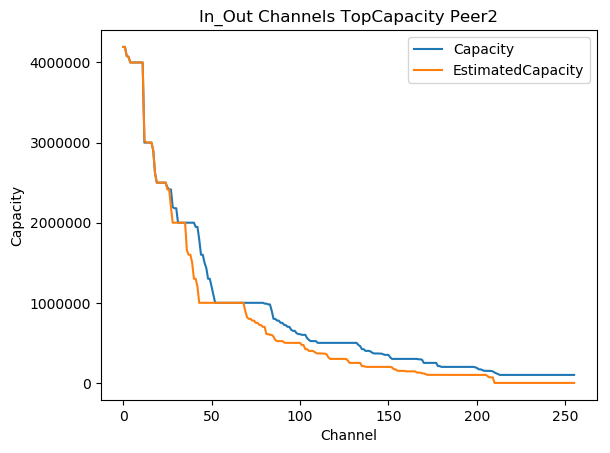 In_Out Channels TopCapacity Peer2
Capacity
EstimatedCapacity
4000000
3000000
2000000
1000000
0
Capacity
0 50 100 150 200 250
Channel